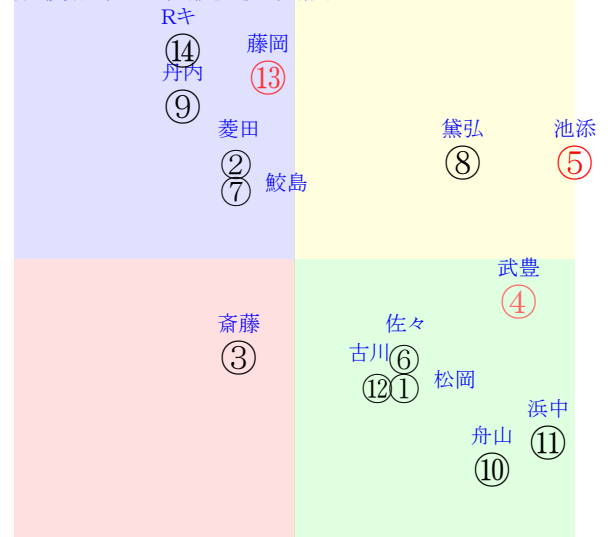 Rキ
⑭
藤岡
⑬
丹内
⑨
菱田
②
⑦
鮫島
黛弘
⑧
池添
⑤
武豊
④
斎藤
③
佐々
⑥
古川
⑫
①
松岡
浜中
⑪
舟山
⑩